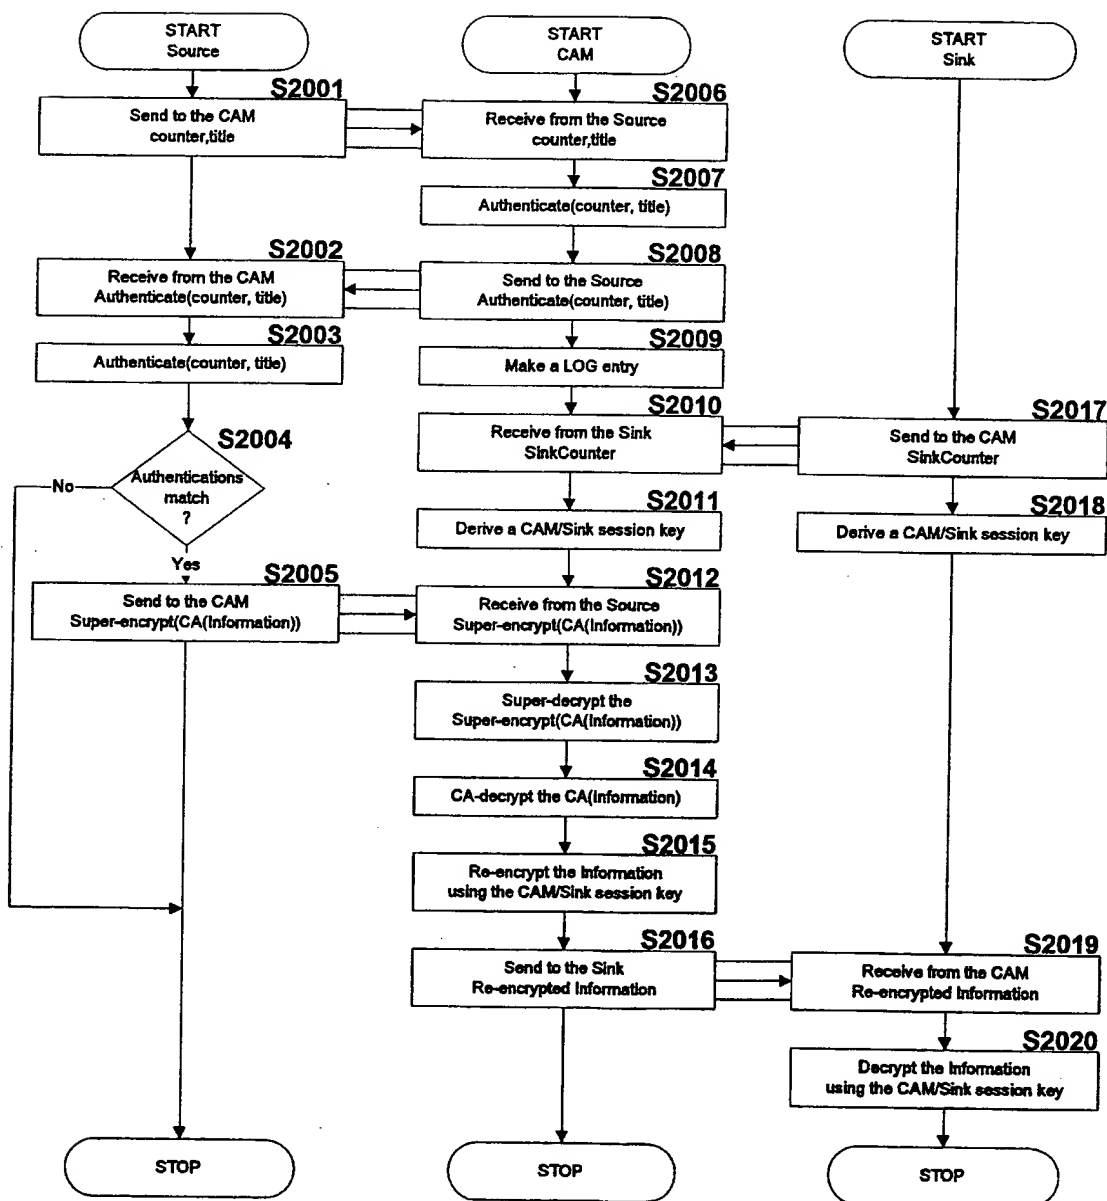 START
Source
S2001
Send to the CAM
counter,title
S2002
Receive from the CAM
Authenticate(counter, title)
S2003
Authenticate(counter, title)
S2004
Authentications
match
?
No
Yes
S2005
Send to the CAM
Super-encrypt(CA(Information))
STOP
START
CAM
S2006
Receive from the Source
counter,title
S2007
Authenticate(counter, title)
S2008
Send to the Source
Authenticate(counter, title)
S2009
Make a LOG entry
S2010
Receive from the Sink
SinkCounter
S2011
Derive a CAM/Sink session key
S2012
Receive from the Source
Super-encrypt(CA(Information))
S2013
Super-decrypt the
Super-encrypt(CA(Information))
S2014
CA-decrypt the CA(Information)
S2015
Re-encrypt the Information
using the CAM/Sink session key
S2016
Send to the Sink
Re-encrypted Information
STOP
START
Sink
S2017
Send to the CAM
SinkCounter
S2018
Derive a CAM/Sink session key
S2019
Receive from the CAM
Re-encrypted Information
S2020
Decrypt the Information
using the CAM/Sink session key
STOP